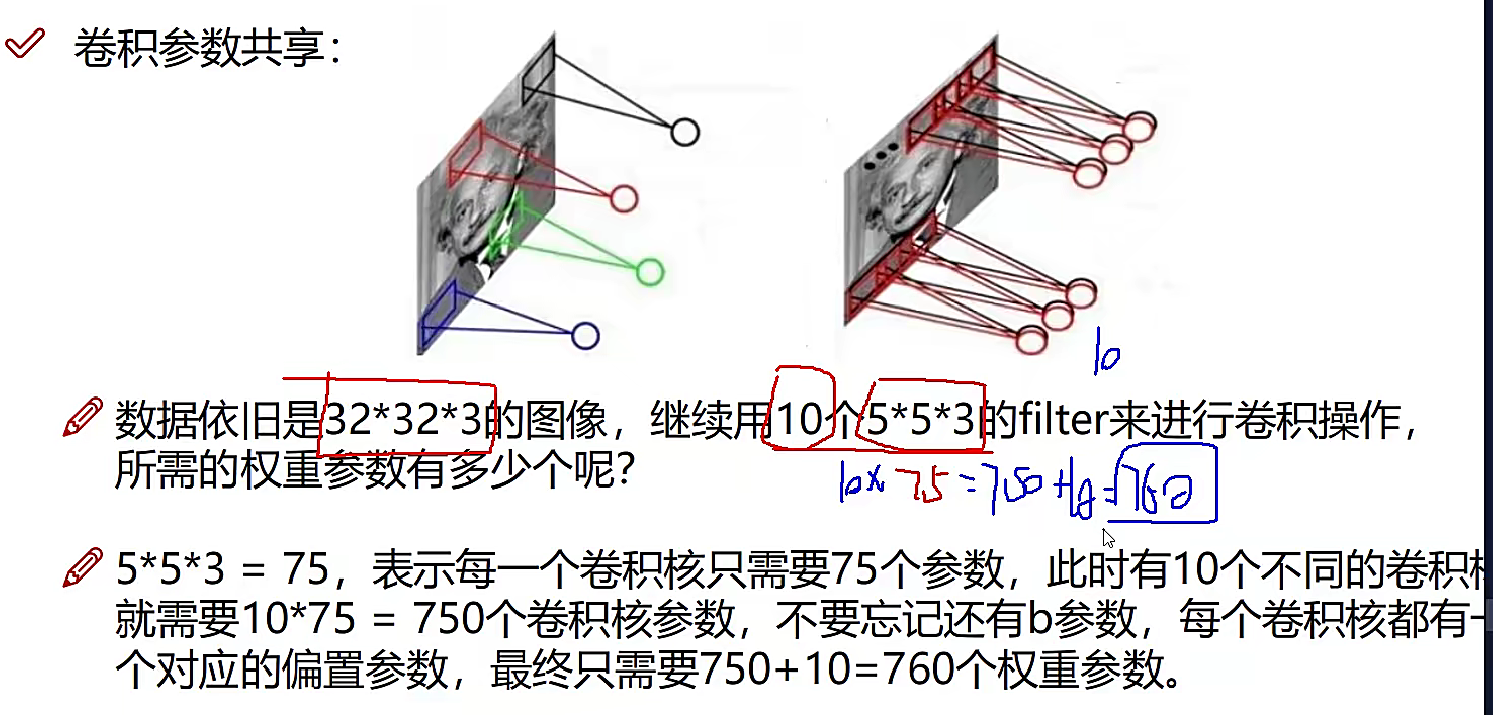 卷积参数共享：
b
数据依旧是32*32*3的图像，继续用10个5*5*3的filter来进行卷积操作，
所需的权重参数有多少个呢？
10× 75 = 750 +10 = 760
5*5*3 = 75，表示每一个卷积核只需要75个参数，此时有10个不同的卷积
就需要10*75 = 750个卷积核参数，不要忘记还有b参数，每个卷积核都有一
个对应的偏置参数，最终只需要750+10=760个权重参数。